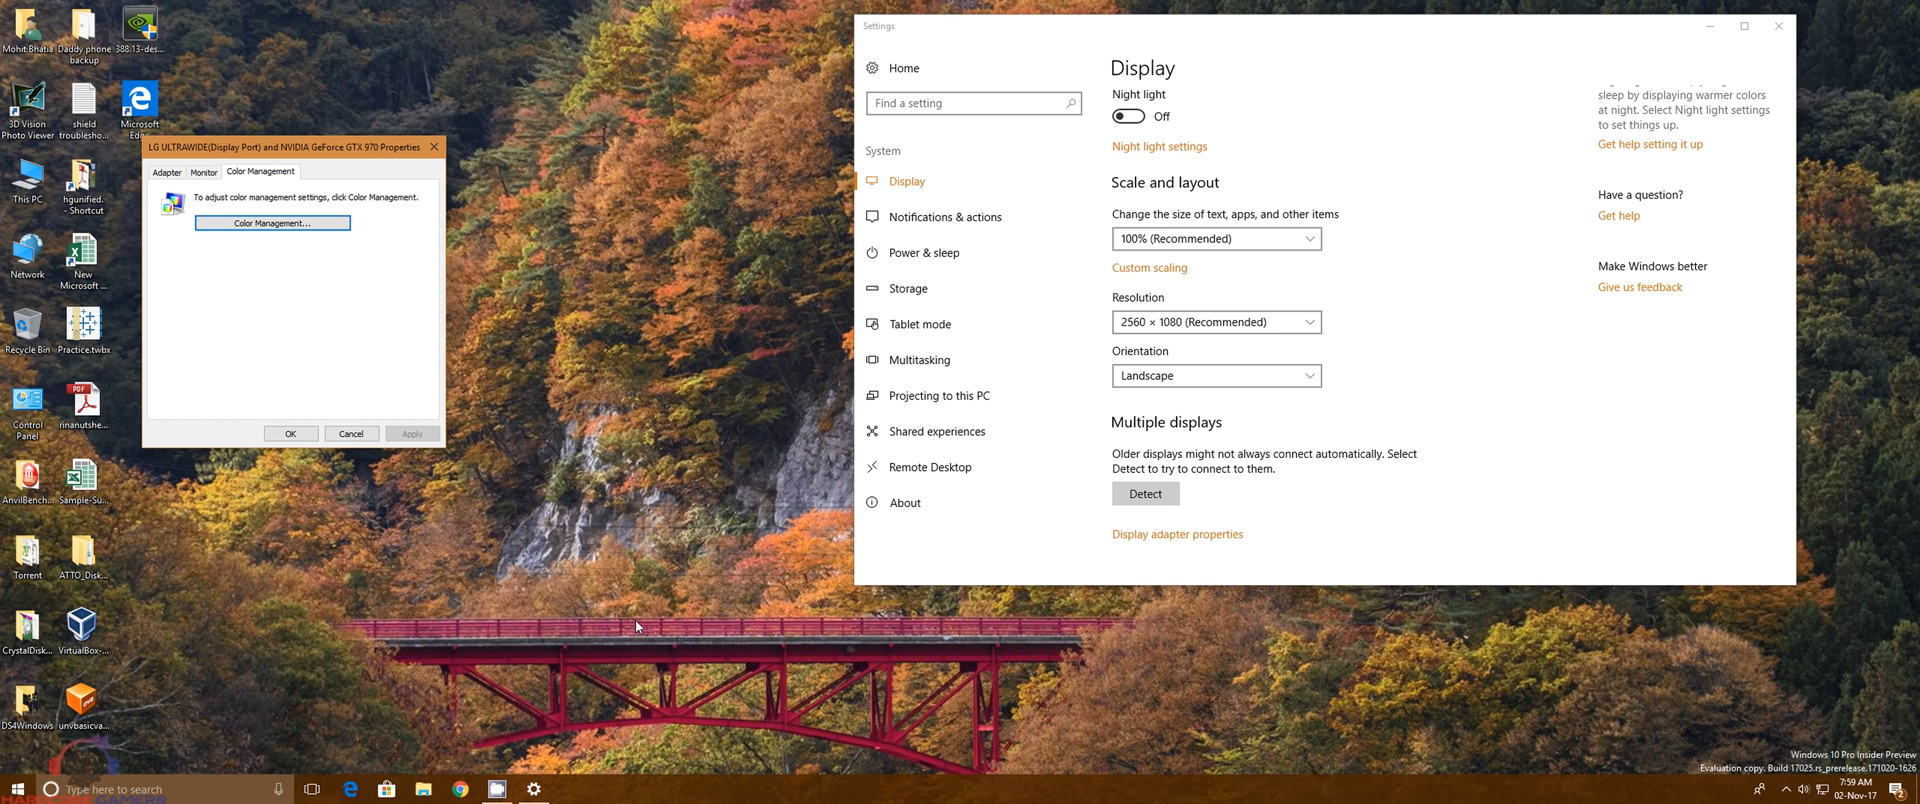 Mohit Bhatia
Daddy phone
backup
388.13-des...
3D Vision
Photo Viewer
shield
troublesho...
Microsoft
Edge
This PC
hgunified.
- Shortcut
Network
New
Microsoft ...
Recycle Bin
Practice.twbx
Control
Panel
PDF
rinanutshe...
AnvilBench...
Sample-Su...
Torrent
ATTO_Disk...
CrystalDisk...
VirtualBox-...
DS4Windows
unvbasicva...
LG ULTRAWIDE(Display Port) and NVIDIA GeForce GTX 970 Properties
Adapter
Monitor
Color Management
To adjust color management settings, click Color Management.
Color Management...
OK
Cancel
Apply
Settings
Home
Find a setting
System
Display
Notifications & actions
Power & sleep
Storage
Tablet mode
Multitasking
Projecting to this PC
Shared experiences
Remote Desktop
About
Display
Night light
Off
Night light settings
Scale and layout
Change the size of text, apps, and other items
100% (Recommended)
Custom scaling
Resolution
2560 × 1080 (Recommended)
Orientation
Landscape
Multiple displays
Older displays might not always connect automatically. Select
Detect to try to connect to them.
Detect
Display adapter properties
sleep by displaying warmer colors
at night. Select Night light settings
to set things up.
Get help setting it up
Have a question?
Get help
Make Windows better
Give us feedback
Windows 10 Pro Insider Preview
Evaluation copy. Build 17025.rs_prerelease.171020-1626
Type here to search
7:59 AM
02-Nov-17
2